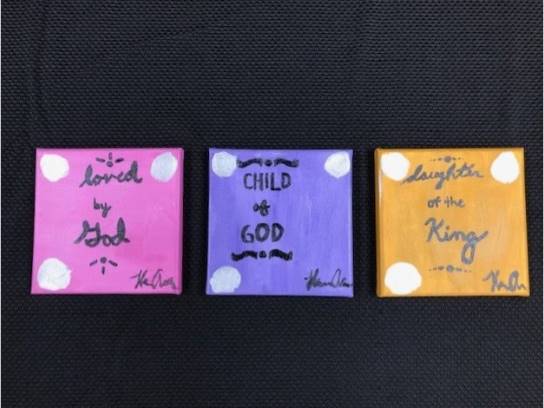 loved
by
God
CHILD
of
GOD
daughter
of the
King